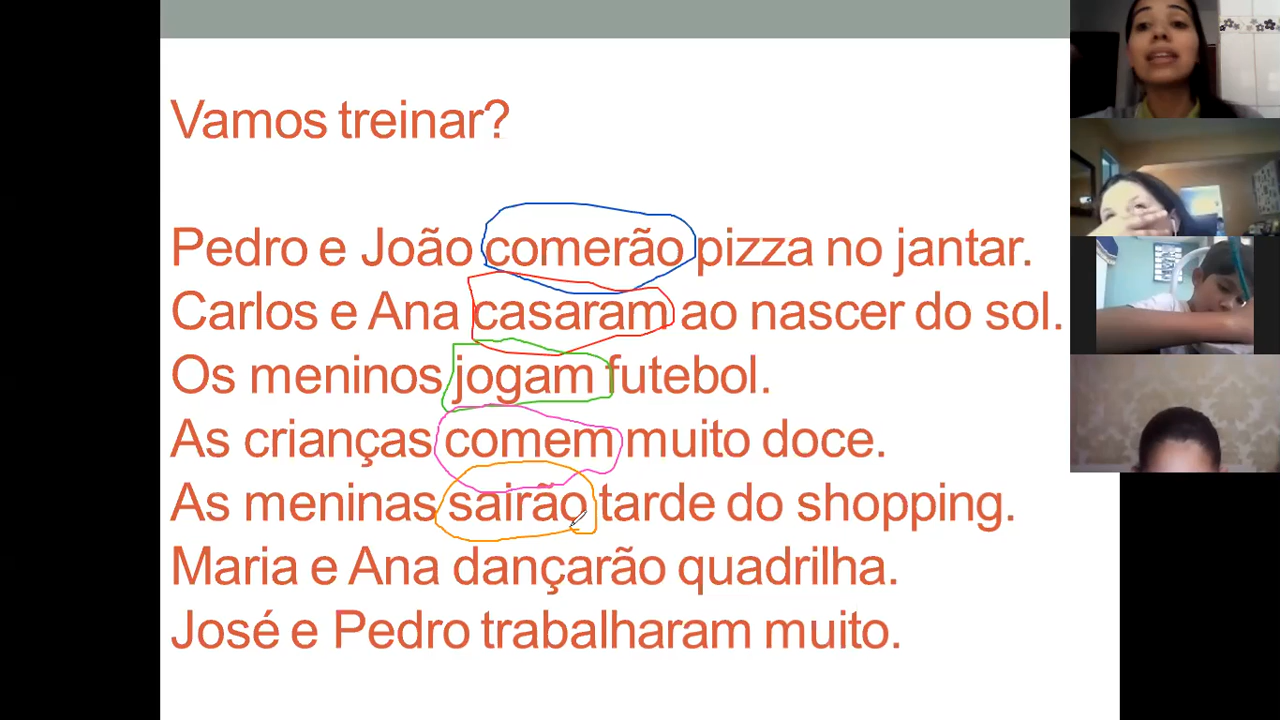 Vamos treinar?
Pedro e João comerão pizza no jantar.
Carlos e Ana casaram ao nascer do sol.
Os meninos jogam futebol.
As crianças comem muito doce.
As meninas sairão tarde do shopping.
Maria e Ana dançarão quadrilha.
José e Pedro trabalharam muito.